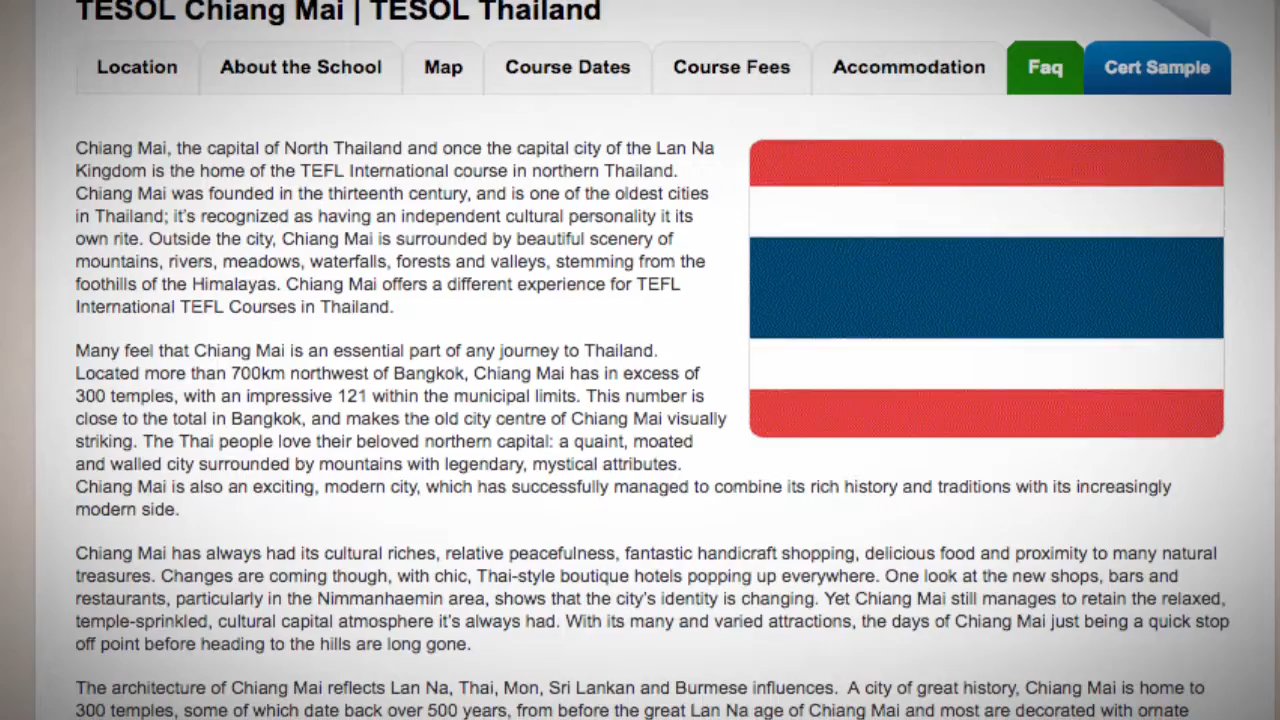 TESOL Chiang Mai | TESOL Thailand
Location About the School Map Course Dates Course Fees Accommodation Faq Cert Sample
Chiang Mai, the capital of North Thailand and once the capital city of the Lan Na
Kingdom is the home of the TEFL International course in northern Thailand.
Chiang Mai was founded in the thirteenth century, and is one of the oldest cities
in Thailand; it's recognized as having an independent cultural personality it its
own rite. Outside the city, Chiang Mai is surrounded by beautiful scenery of
mountains, rivers, meadows, waterfalls, forests and valleys, stemming from the
foothills of the Himalayas. Chiang Mai offers a different experience for TEFL
International TEFL Courses in Thailand.
Many feel that Chiang Mai is an essential part of any journey to Thailand.
Located more than 700km northwest of Bangkok, Chiang Mai has in excess of
300 temples, with an impressive 121 within the municipal limits. This number is
close to the total in Bangkok, and makes the old city centre of Chiang Mai visually
striking. The Thai people love their beloved northern capital: a quaint, moated
and walled city surrounded by mountains with legendary, mystical attributes.
Chiang Mai is also an exciting, modern city, which has successfully managed to combine its rich history and traditions with its increasingly
modern side.
Chiang Mai has always had its cultural riches, relative peacefulness, fantastic handicraft shopping, delicious food and proximity to many natural
treasures. Changes are coming though, with chic, Thai-style boutique hotels popping up everywhere. One look at the new shops, bars and
restaurants, particularly in the Nimmanhaemin area, shows that the city's identity is changing. Yet Chiang Mai still manages to retain the relaxed,
temple-sprinkled, cultural capital atmosphere it's always had. With its many and varied attractions, the days of Chiang Mai just being a quick stop
off point before heading to the hills are long gone.
The architecture of Chiang Mai reflects Lan Na, Thai, Mon, Sri Lankan and Burmese influences. A city of great history, Chiang Mai is home to
300 temples, some of which date back over 500 years, from before the great Lan Na age of Chiang Mai and most are decorated with ornate